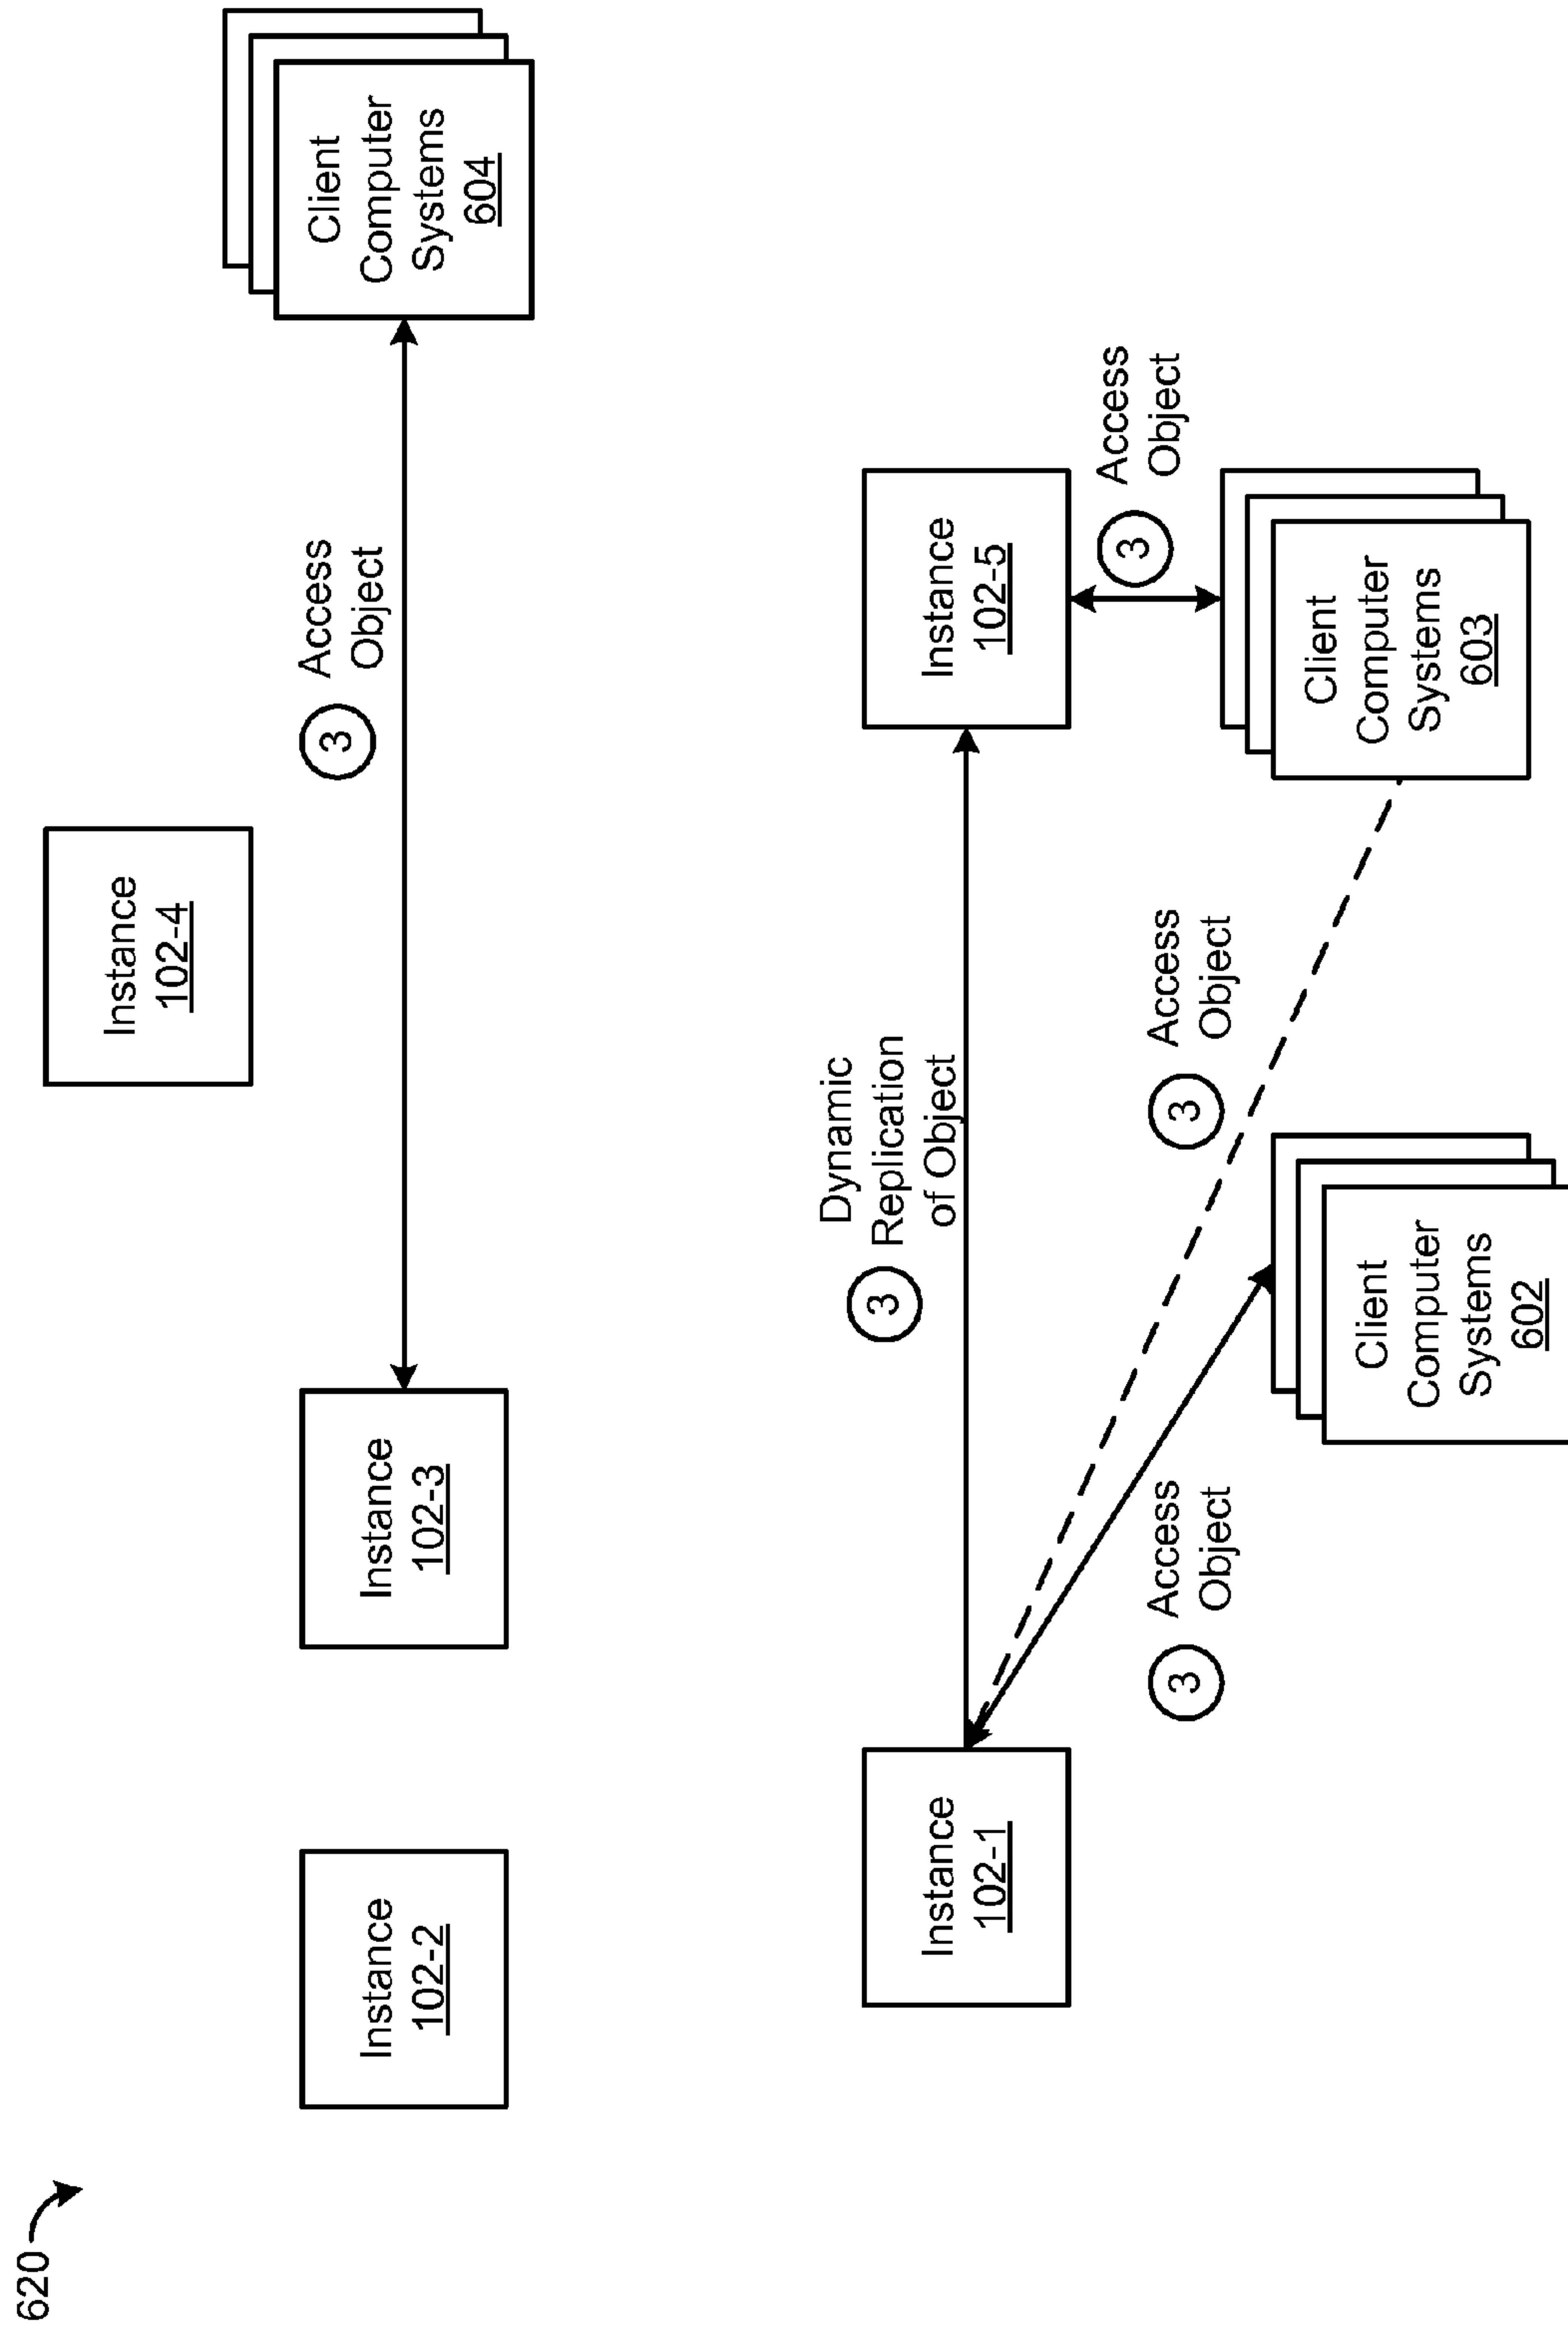 620
Instance
102-4
Client
Computer
Systems
604
Instance
102-2
Instance
102-3
3
Access
Object
Dynamic
Replication
of Object
3
Instance
102-1
Instance
102-5
3
Access
Object
3
Access
Object
3
Access
Object
Client
Computer
Systems
602
Client
Computer
Systems
603